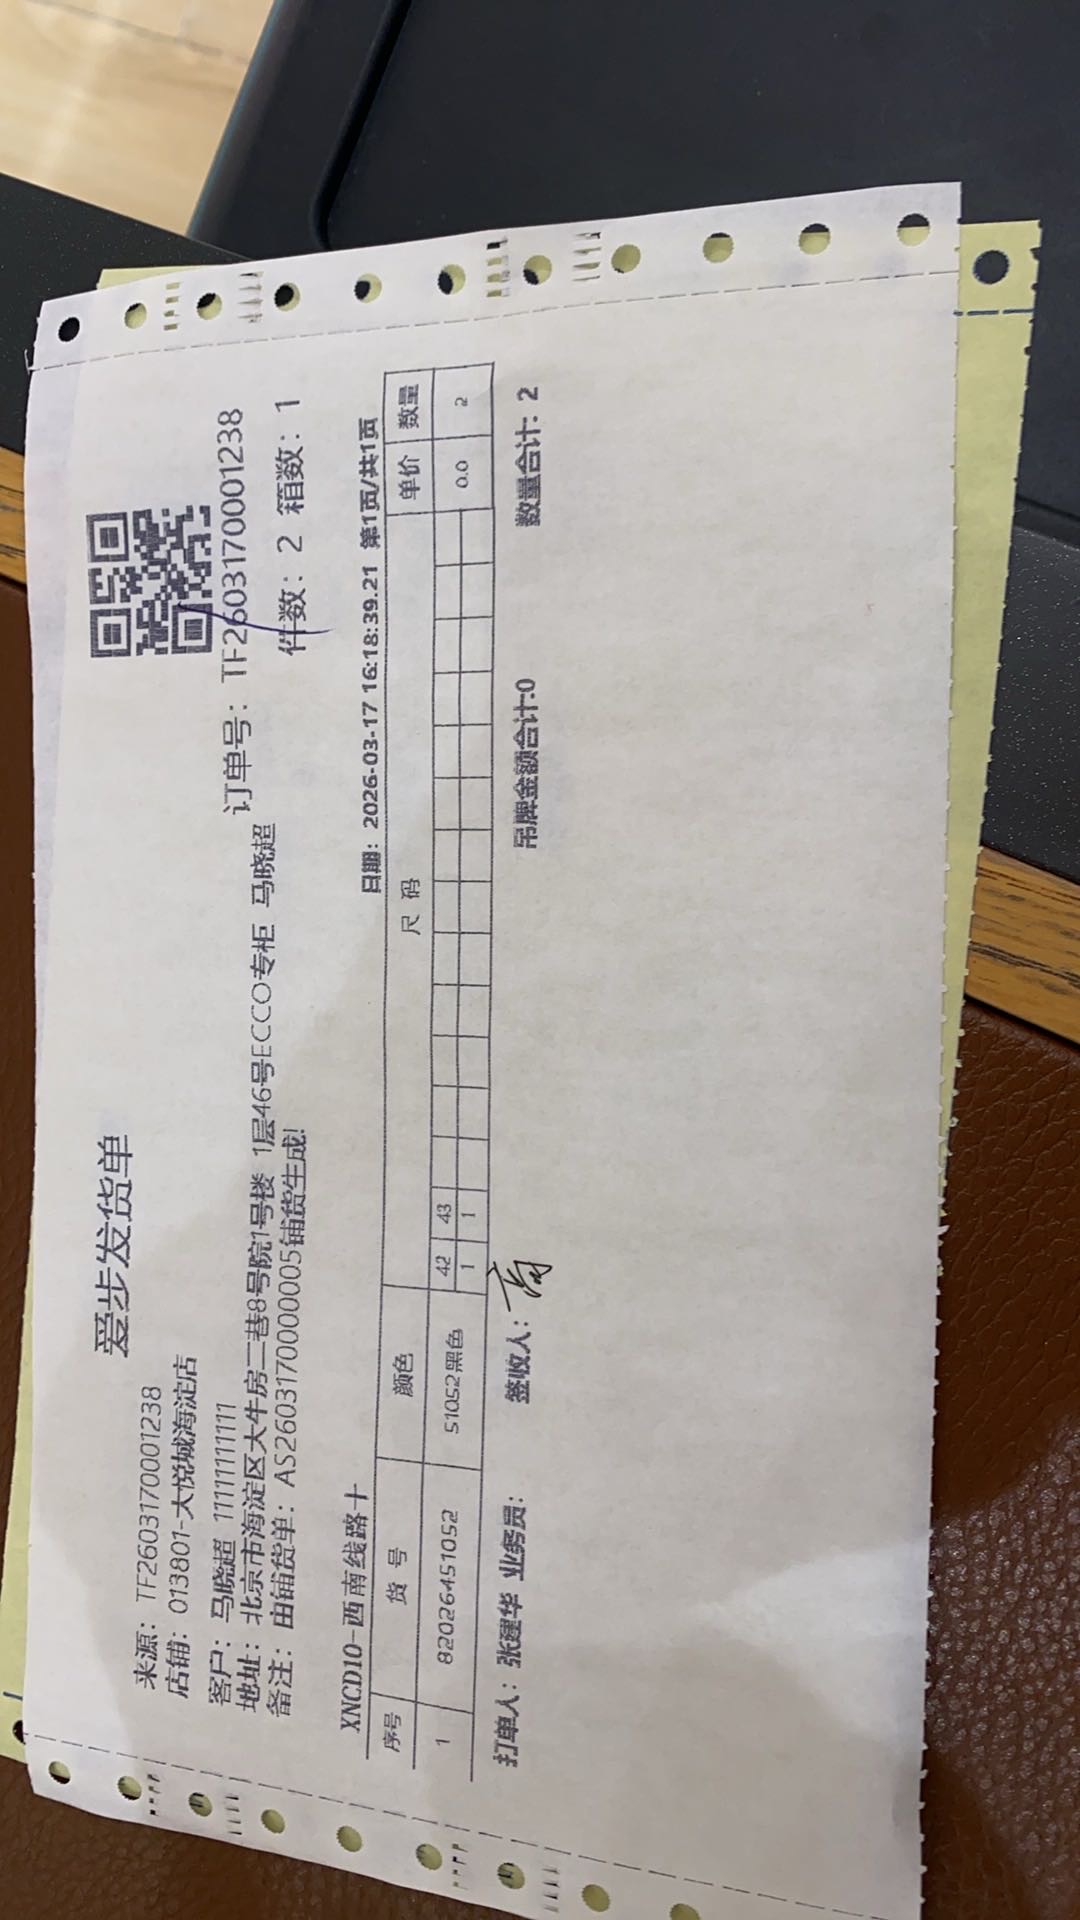 爱步发货单
来源：TF2603170001238
店铺：013801-大悦城海淀店
订单号：TF2603170001238
客户：马晓超 11111111111
地址：北京市海淀区大牛房二巷8号院1号楼 1层46号ECCO专柜 马晓超
件数：2 箱数：1
备注：由铺货单：AS2603170000005铺货生成!
XNCD10-西南线路十 日期：2026-03-17 16:18:39.21 第1页/共1页
序号 货号 颜色 尺码 单价 数量
42 43
1 82026451052 51052黑色 1 1 0.0 2
打单人：张建华 业务员： 签收人： 吊牌金额合计:0 数量合计：2